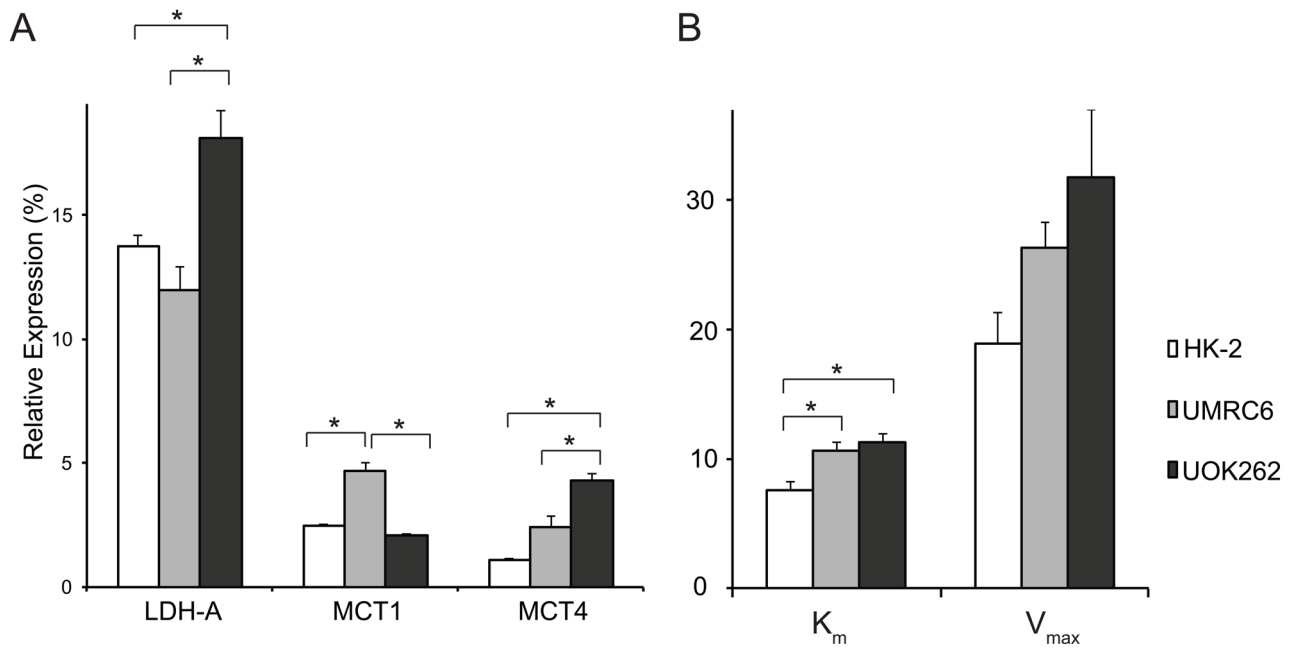 A
*
*
Relative Expression (%)
15
10
5
0
*
*
*
*
LDH-A
MCT1
MCT4
B
30
20
10
0
*
*
Km
Vmax
HK-2
UMRC6
UOK262